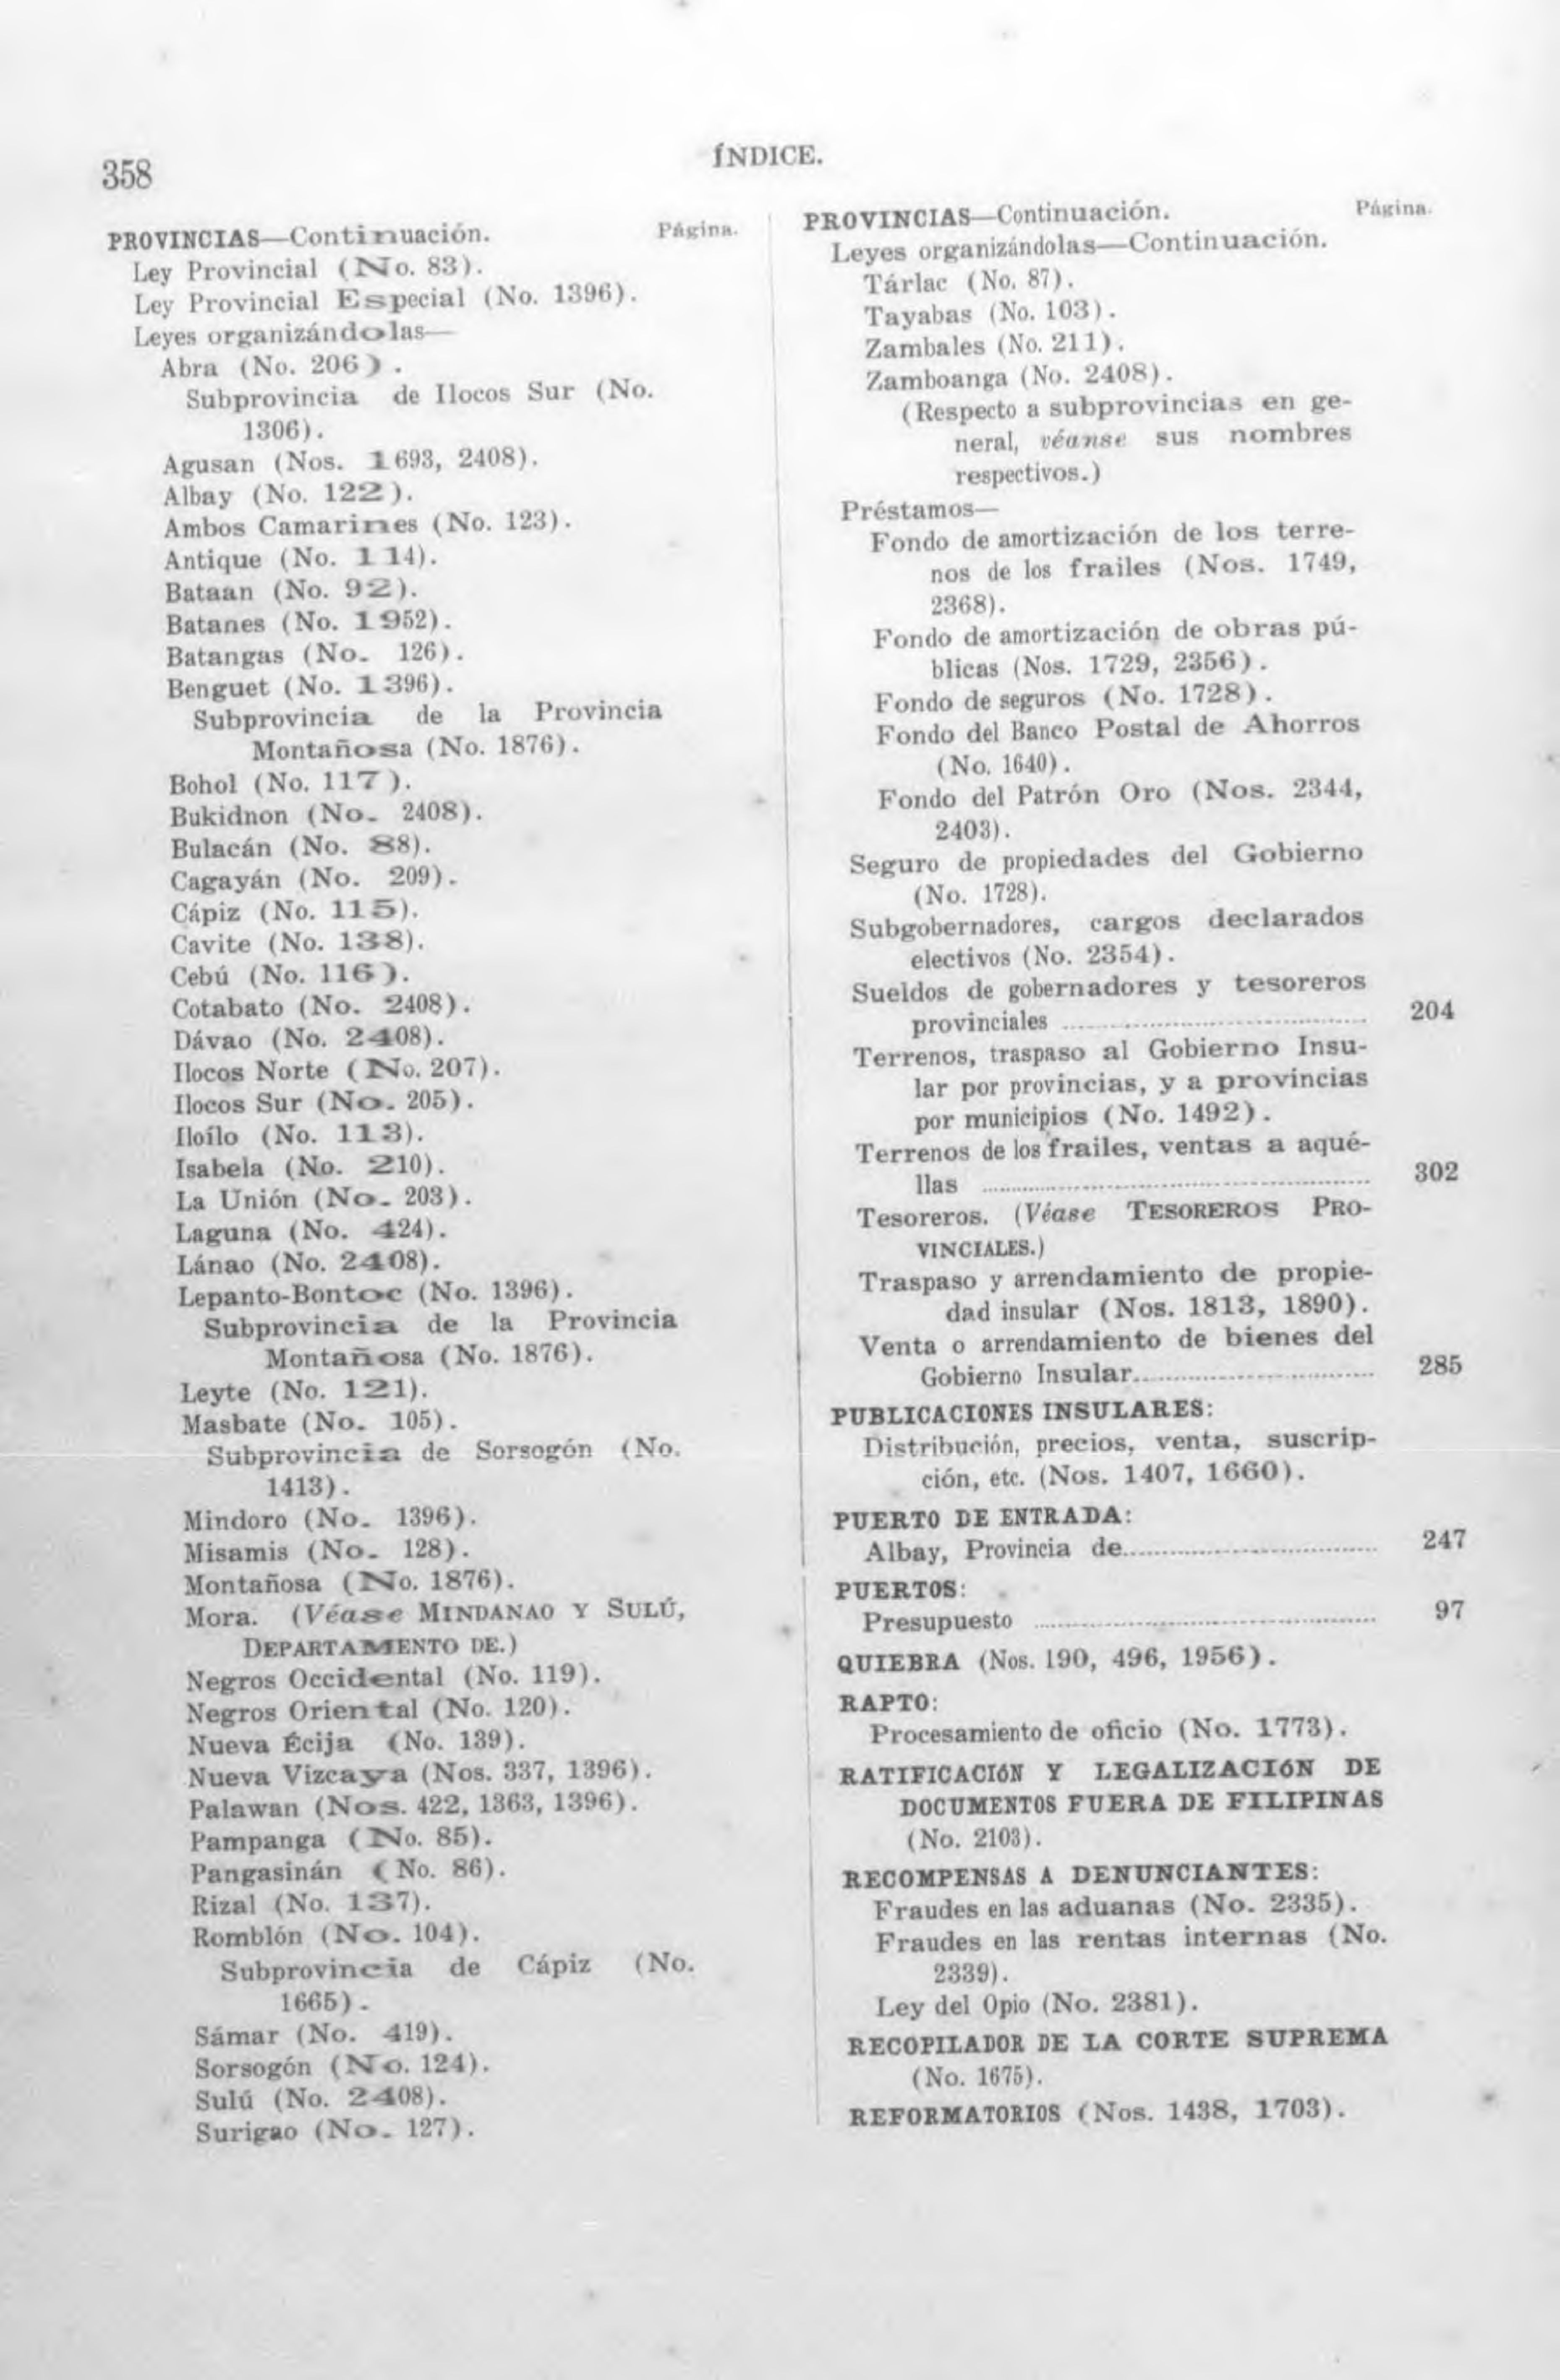 358
ÍNDICE.
PROVINCIAS—Continuación. Página.
Ley Provincial (No. 83).
Ley Provincial Especial (No. 1396).
Leyes organizándolas—
Abra (No. 206).
Subprovincia de Ilocos Sur (No.
1306).
Agusan (Nos. 1693, 2408).
Albay (No. 122).
Ambos Camarines (No. 123).
Antique (No. 114).
Bataan (No. 92).
Batanes (No. 1952).
Batangas (No. 126).
Benguet (No. 1396).
Subprovincia de la Provincia
Montañosa (No. 1876).
Bohol (No. 117).
Bukidnon (No. 2408).
Bulacán (No. 88).
Cagayán (No. 209).
Cápiz (No. 115).
Cavite (No. 138).
Cebú (No. 116).
Cotabato (No. 2408).
Dávao (No. 2408).
Ilocos Norte (No. 207).
Ilocos Sur (No. 205).
Iloílo (No. 113).
Isabela (No. 210).
La Unión (No. 203).
Laguna (No. 424).
Lánao (No. 2408).
Lepanto-Bontoc (No. 1396).
Subprovincia de la Provincia
Montañosa (No. 1876).
Leyte (No. 121).
Masbate (No. 105).
Subprovincia de Sorsogón (No.
1413).
Mindoro (No. 1396).
Misamis (No. 128).
Montañosa (No. 1876).
Mora. (Véase MINDANAO Y SULÚ,
DEPARTAMENTO DE.)
Negros Occidental (No. 119).
Negros Oriental (No. 120).
Nueva Écija (No. 139).
Nueva Vizcaya (Nos. 337, 1396).
Palawan (Nos. 422, 1363, 1396).
Pampanga (No. 85).
Pangasinán (No. 86).
Rizal (No. 137).
Romblón (No. 104).
Subprovincia de Cápiz (No.
1665).
Sámar (No. 419).
Sorsogón (No. 124).
Sulú (No. 2408).
Surigao (No. 127).
PROVINCIAS—Continuación. Página.
Leyes organizándolas—Continuación.
Tárlac (No. 87).
Tayabas (No. 103).
Zambales (No. 211).
Zamboanga (No. 2408).
(Respecto a subprovincias en ge-
neral, véanse sus nombres
respectivos.)
Préstamos—
Fondo de amortización de los terre-
nos de los frailes (Nos. 1749,
2368).
Fondo de amortización de obras pú-
blicas (Nos. 1729, 2356).
Fondo de seguros (No. 1728).
Fondo del Banco Postal de Ahorros
(No. 1640).
Fondo del Patrón Oro (Nos. 2344,
2403).
Seguro de propiedades del Gobierno
(No. 1728).
Subgobernadores, cargos declarados
electivos (No. 2354).
Sueldos de gobernadores y tesoreros
provinciales ........ 204
Terrenos, traspaso al Gobierno Insu-
lar por provincias, y a provincias
por municipios (No. 1492).
Terrenos de los frailes, ventas a aqué-
llas ........ 302
Tesoreros. (Véase TESOREROS PRO-
VINCIALES.)
Traspaso y arrendamiento de propie-
dad insular (Nos. 1813, 1890).
Venta o arrendamiento de bienes del
Gobierno Insular........ 285
PUBLICACIONES INSULARES:
Distribución, precios, venta, suscrip-
ción, etc. (Nos. 1407, 1660).
PUERTO DE ENTRADA:
Albay, Provincia de........ 247
PUERTOS:
Presupuesto ........ 97
QUIEBRA (Nos. 190, 496, 1956).
RAPTO:
Procesamiento de oficio (No. 1773).
RATIFICACIÓN Y LEGALIZACIÓN DE
DOCUMENTOS FUERA DE FILIPINAS
(No. 2103).
RECOMPENSAS A DENUNCIANTES:
Fraudes en las aduanas (No. 2335).
Fraudes en las rentas internas (No.
2339).
Ley del Opio (No. 2381).
RECOPILADOR DE LA CORTE SUPREMA
(No. 1675).
REFORMATORIOS (Nos. 1438, 1703).